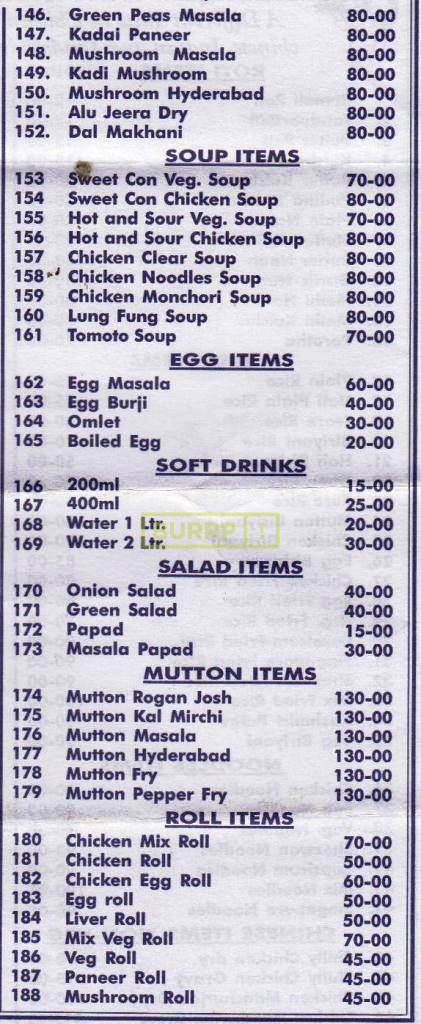 146. Green Peas Masala 80-00
147. Kadai Paneer 80-00
148. Mushroom Masala 80-00
149. Kadi Mushroom 80-00
150. Mushroom Hyderabad 80-00
151. Alu Jeera Dry 80-00
152. Dal Makhani 80-00
SOUP ITEMS
153 Sweet Con Veg. Soup 70-00
154 Sweet Con Chicken Soup 80-00
155 Hot and Sour Veg. Soup 70-00
156 Hot and Sour Chicken Soup 80-00
157 Chicken Clear Soup 80-00
158 Chicken Noodles Soup 80-00
159 Chicken Monchori Soup 80-00
160 Lung Fung Soup 80-00
161 Tomoto Soup 70-00
EGG ITEMS
162 Egg Masala 60-00
163 Egg Burji 40-00
164 Omlet 30-00
165 Boiled Egg 20-00
SOFT DRINKS
166 200ml 15-00
167 400ml 25-00
168 Water 1 Ltr. 20-00
169 Water 2 Ltr. 30-00
BURRP!
SALAD ITEMS
170 Onion Salad 40-00
171 Green Salad 40-00
172 Papad 15-00
173 Masala Papad 30-00
MUTTON ITEMS
174 Mutton Rogan Josh 130-00
175 Mutton Kal Mirchi 130-00
176 Mutton Masala 130-00
177 Mutton Hyderabad 130-00
178 Mutton Fry 130-00
179 Mutton Pepper Fry 130-00
ROLL ITEMS
180 Chicken Mix Roll 70-00
181 Chicken Roll 50-00
182 Chicken Egg Roll 60-00
183 Egg roll 50-00
184 Liver Roll 50-00
185 Mix Veg Roll 70-00
186 Veg Roll 45-00
187 Paneer Roll 45-00
188 Mushroom Roll 45-00